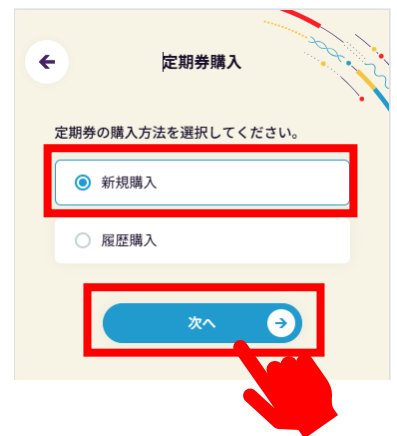 定期券購入
定期券の購入方法を選択してください。
新規購入
履歴購入
次へ